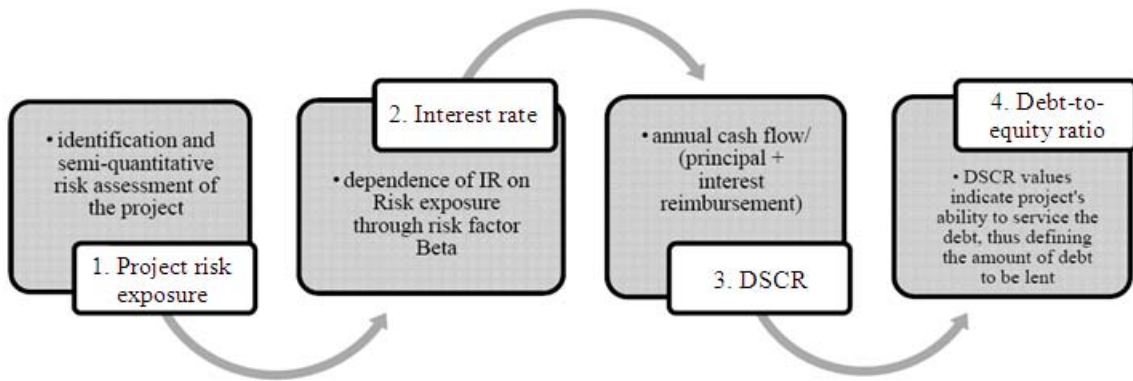 • identification and
semi-quantitative
risk assessment of
the project
1. Project risk
exposure
2. Interest rate
• dependence of IR on
Risk exposure
through risk factor
Beta
• annual cash flow/
(principal +
interest
reimbursement)
3. DSCR
4. Debt-to-
equity ratio
• DSCR values
indicate project's
ability to service the
debt, thus defining
the amount of debt
to be lent